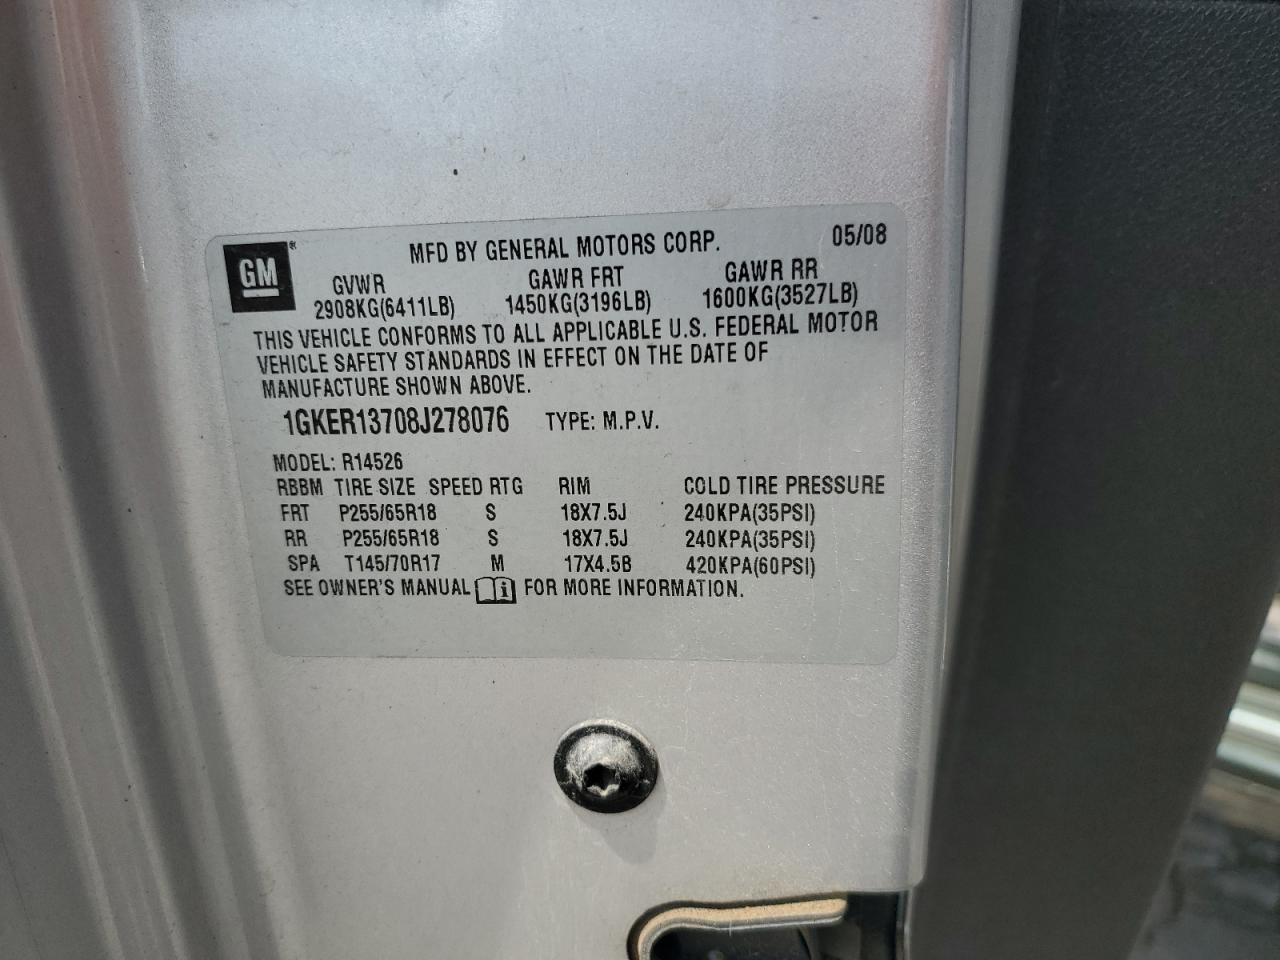 GM®
MFD BY GENERAL MOTORS CORP. 05/08
GVWR GAWR FRT GAWR RR
2908KG(6411LB) 1450KG(3196LB) 1600KG(3527LB)
THIS VEHICLE CONFORMS TO ALL APPLICABLE U.S. FEDERAL MOTOR
VEHICLE SAFETY STANDARDS IN EFFECT ON THE DATE OF
MANUFACTURE SHOWN ABOVE.
1GKER13708J278076 TYPE: M.P.V.
MODEL: R14526
RBBM TIRE SIZE SPEED RTG RIM COLD TIRE PRESSURE
FRT P255/65R18 S 18X7.5J 240KPA(35PSI)
RR P255/65R18 S 18X7.5J 240KPA(35PSI)
SPA T145/70R17 M 17X4.5B 420KPA(60PSI)
SEE OWNER'S MANUAL i FOR MORE INFORMATION.